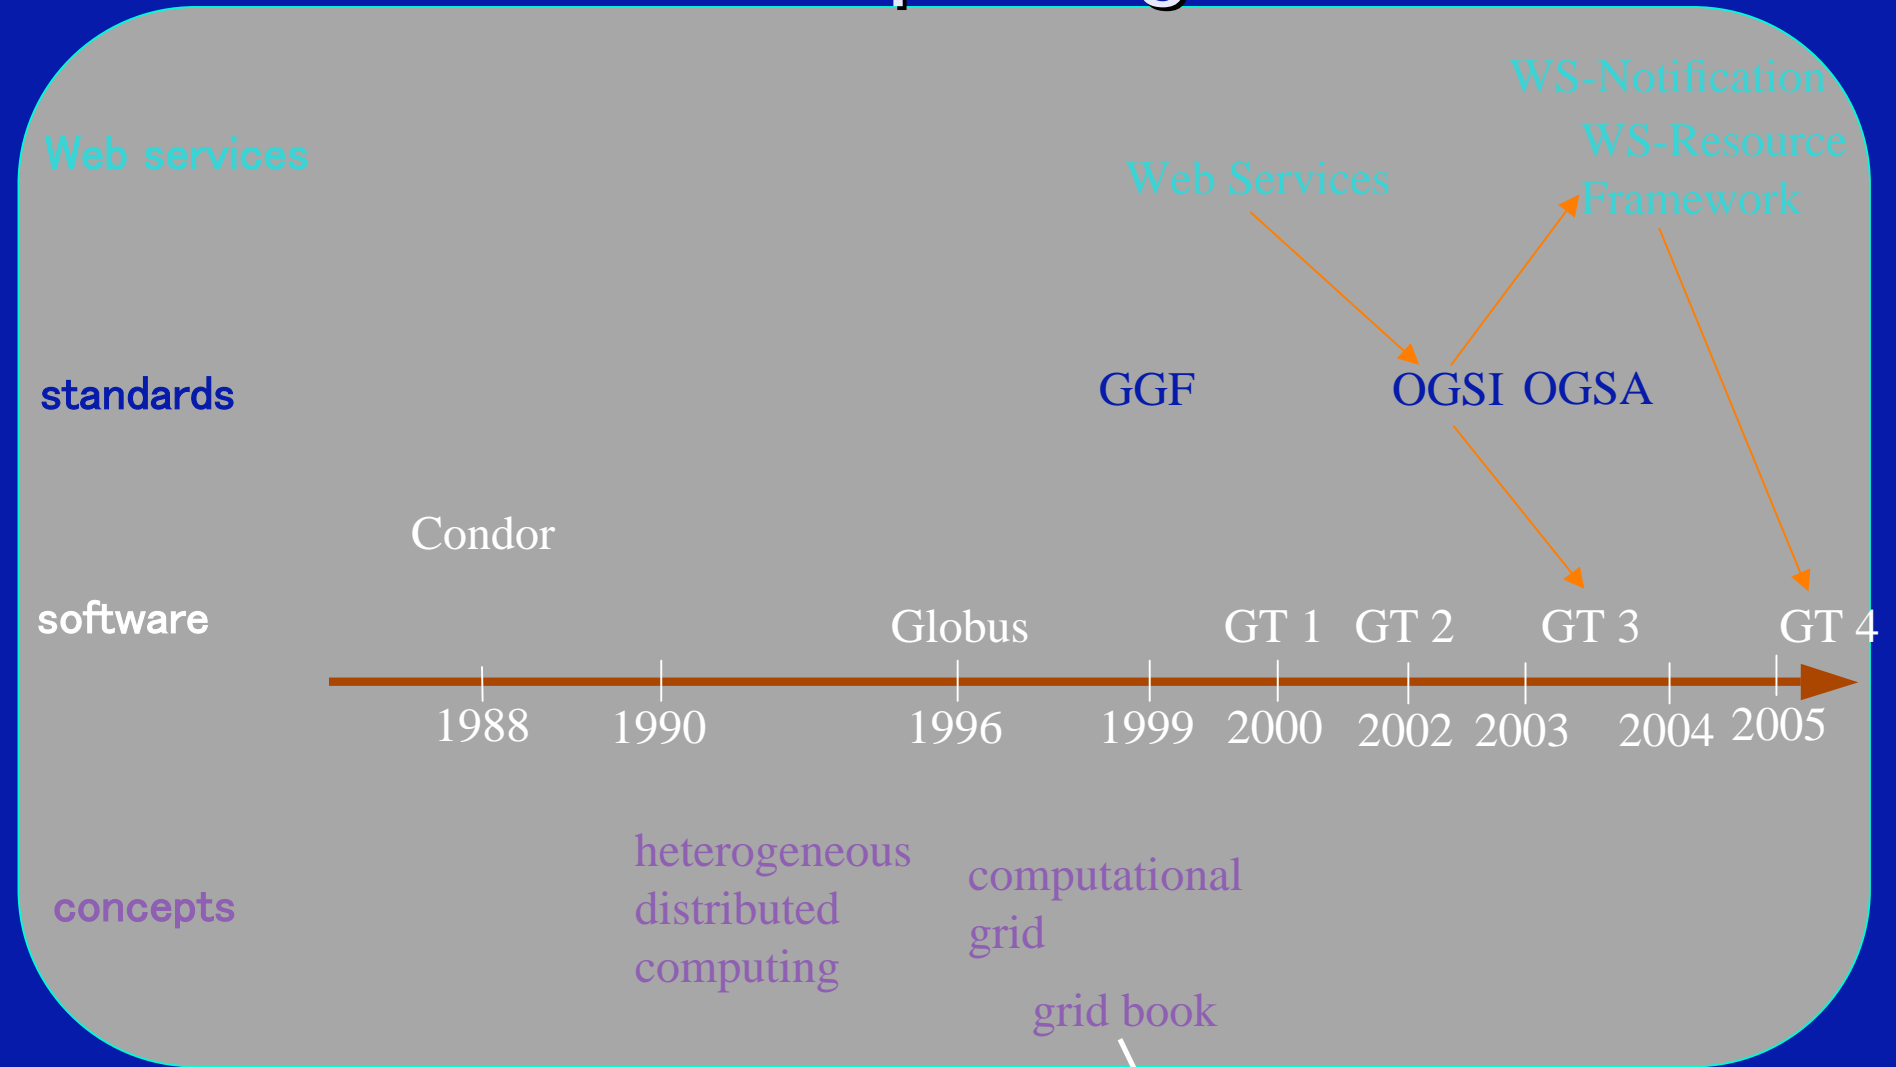 WS-Notification
Web services
Web Services
WS-Resource
Framework
standards
GGF
OGSI
OGSA
Condor
software
Globus
GT 1
GT 2
GT 3
GT 4
1988
1990
1996
1999
2000
2002
2003
2004
2005
concepts
heterogeneous
distributed
computing
computational
grid
grid book